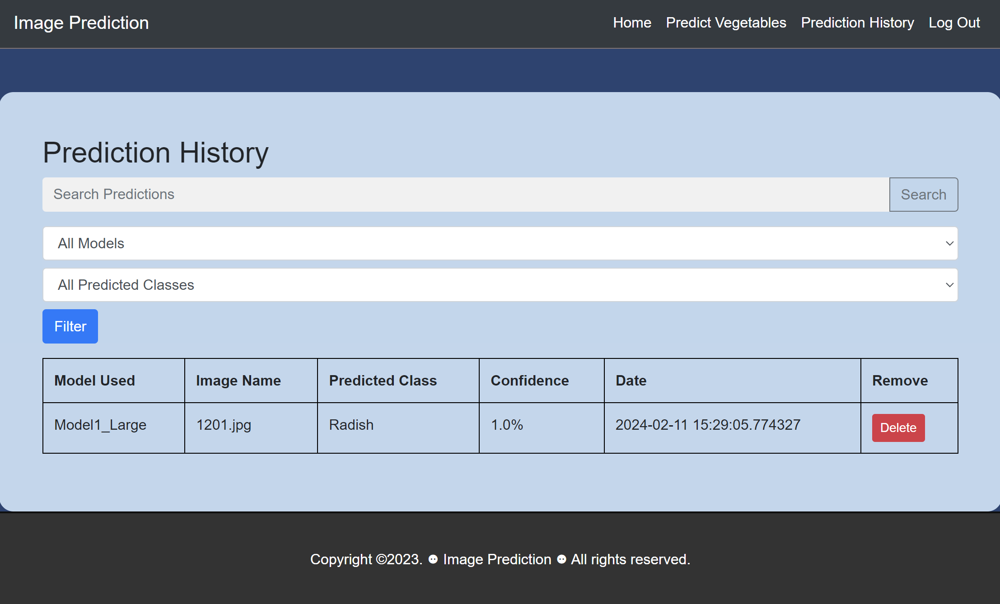 Image Prediction Home Predict Vegetables Prediction History Log Out
Prediction History
Search Predictions Search
All Models
All Predicted Classes
Filter
Model Used Image Name Predicted Class Confidence Date Remove
Model1_Large 1201.jpg Radish 1.0% 2024-02-11 15:29:05.774327 Delete
Copyright ©2023. ⚉ Image Prediction ⚉ All rights reserved.